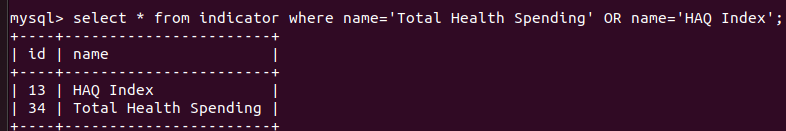 mysql> select * from indicator where name='Total Health Spending' OR name='HAQ Index';
+----+-----------------------+
| id | name                  |
+----+-----------------------+
| 13 | HAQ Index             |
| 34 | Total Health Spending |
+----+-----------------------+